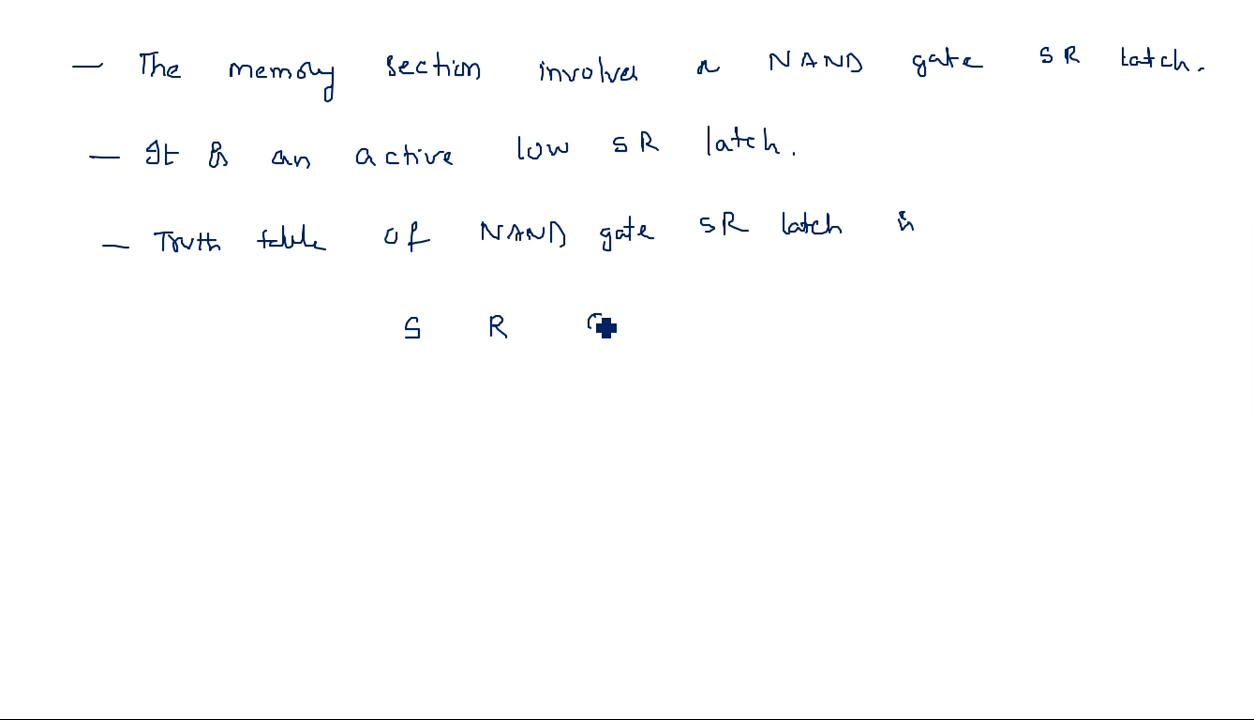 — The memory section involves a NAND gate SR latch.
— It is an active low SR latch.
— Truth table of NAND gate SR latch is
S R